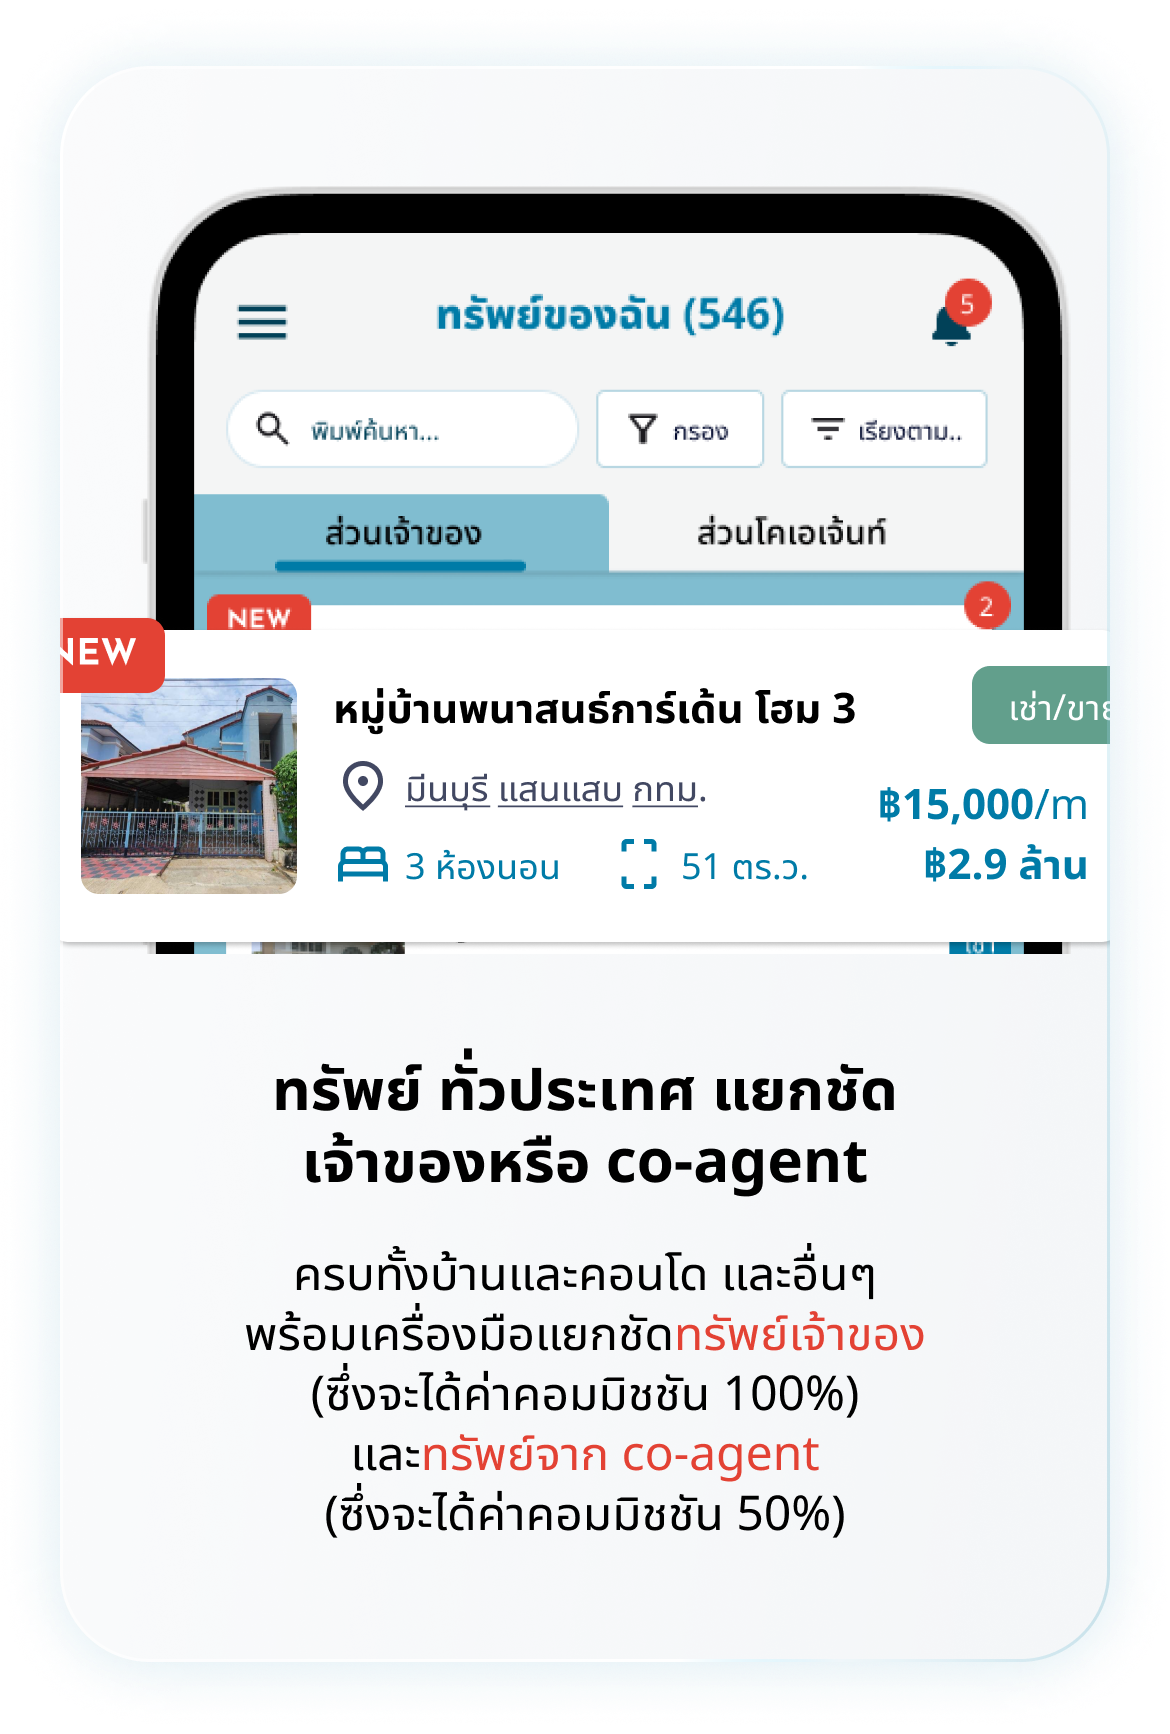 ทรัพย์ของฉัน (546)
5
พิมพ์ค้นหา...
กรอง
เรียงตาม..
ส่วนเจ้าของ
ส่วนโคเอเจ้นท์
NEW
2
NEW
หมู่บ้านพนาสนธ์การ์เด้น โฮม 3
เช่า/ขาย
มีนบุรี แสนแสบ กทม.
฿15,000/m
3 ห้องนอน
51 ตร.ว.
฿2.9 ล้าน
เช่า
ทรัพย์ ทั่วประเทศ แยกชัด
เจ้าของหรือ co-agent
ครบทั้งบ้านและคอนโด และอื่นๆ
พร้อมเครื่องมือแยกชัดทรัพย์เจ้าของ
(ซึ่งจะได้ค่าคอมมิชชัน 100%)
และทรัพย์จาก co-agent
(ซึ่งจะได้ค่าคอมมิชชัน 50%)